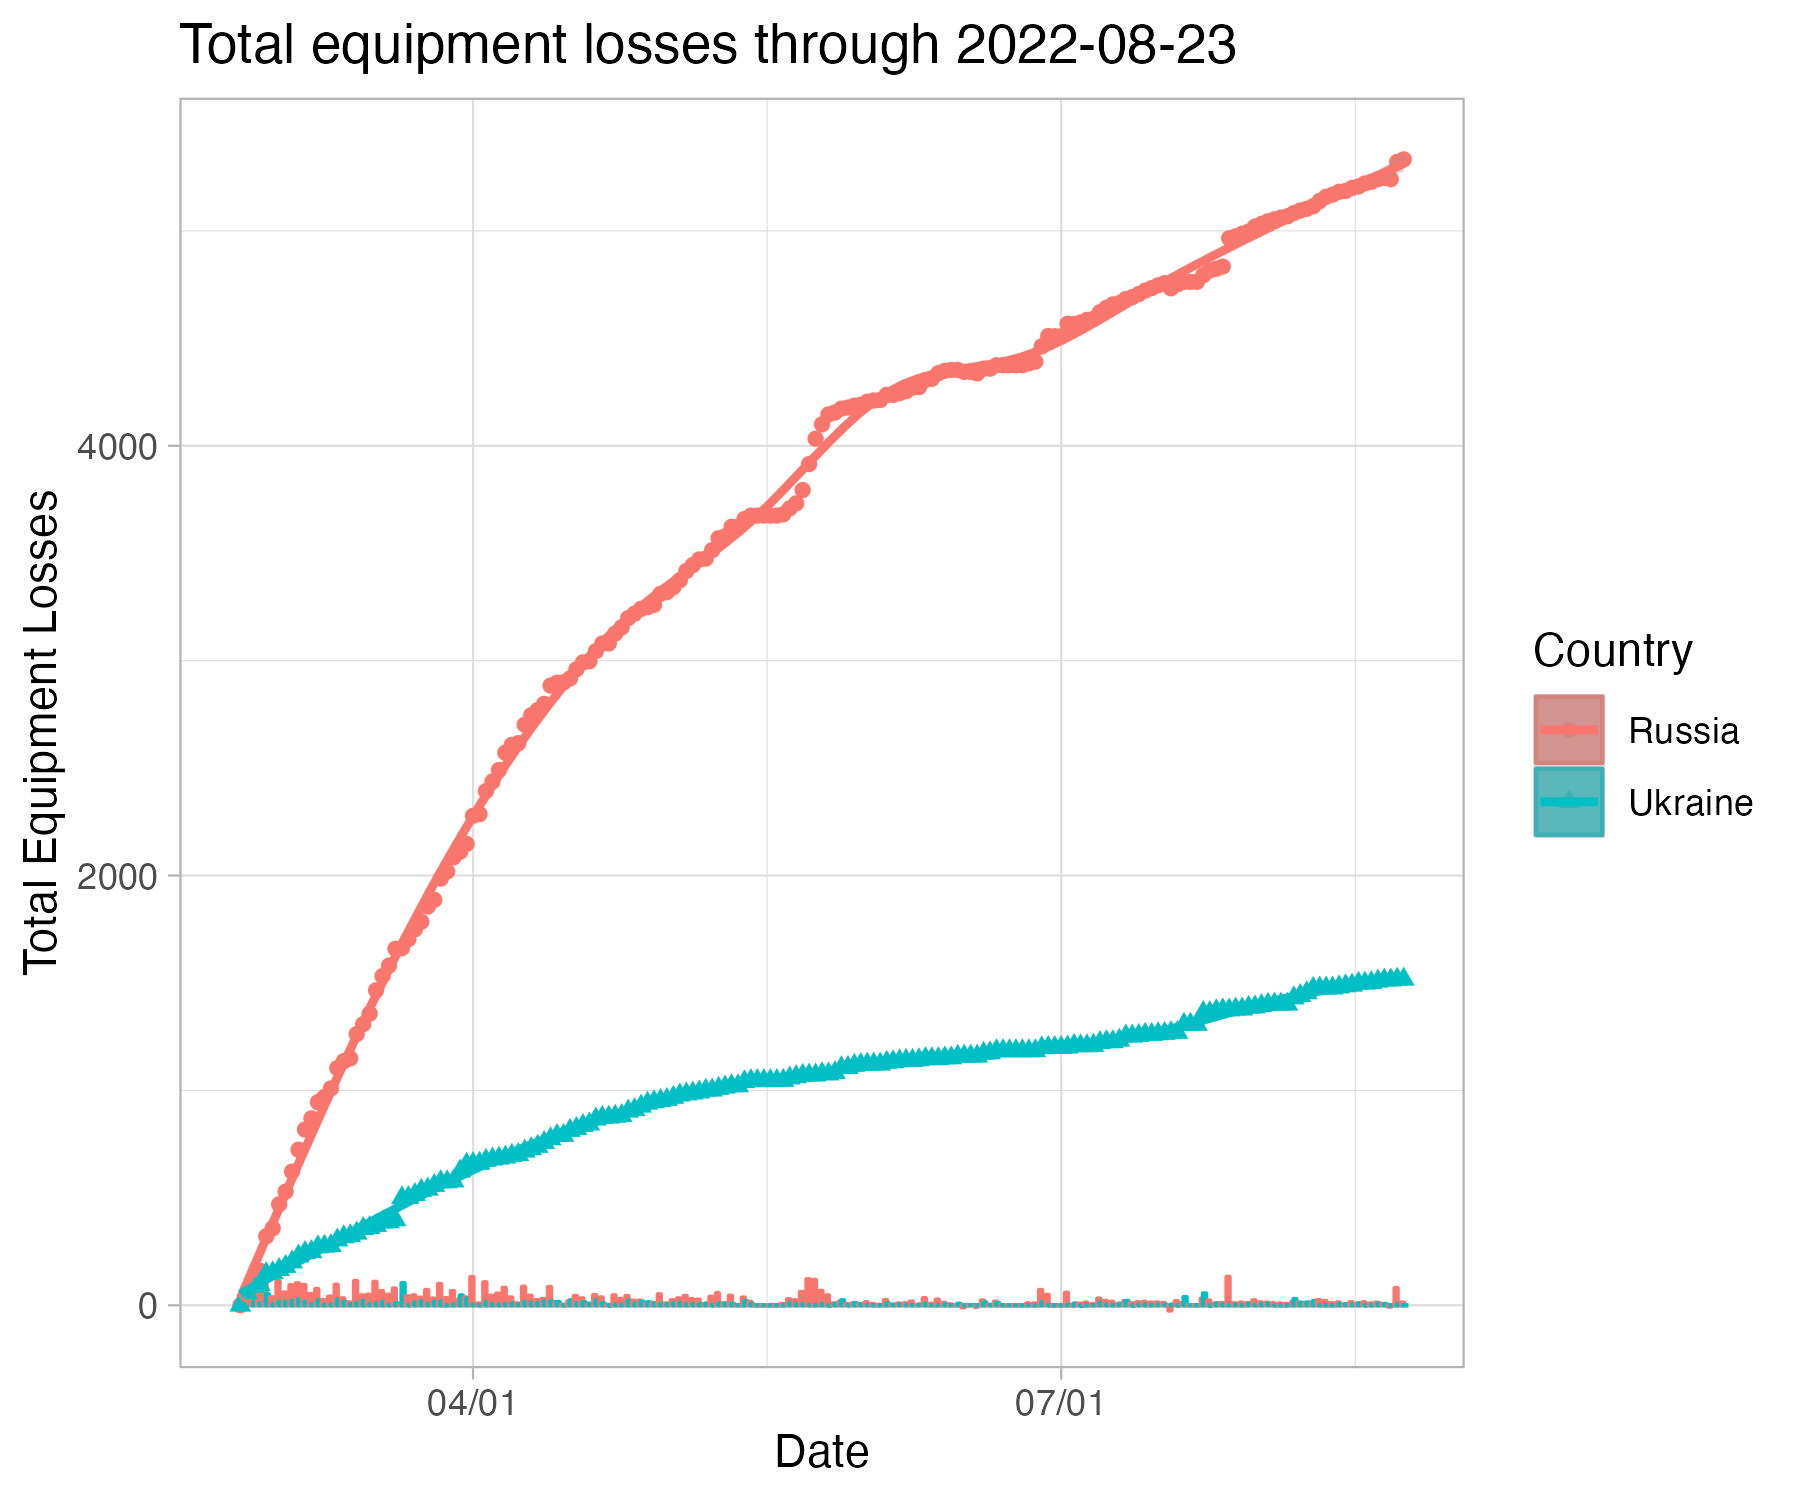 Total equipment losses through 2022-08-23
Total Equipment Losses
4000
2000
0
04/01
07/01
Date
Country
Russia
Ukraine